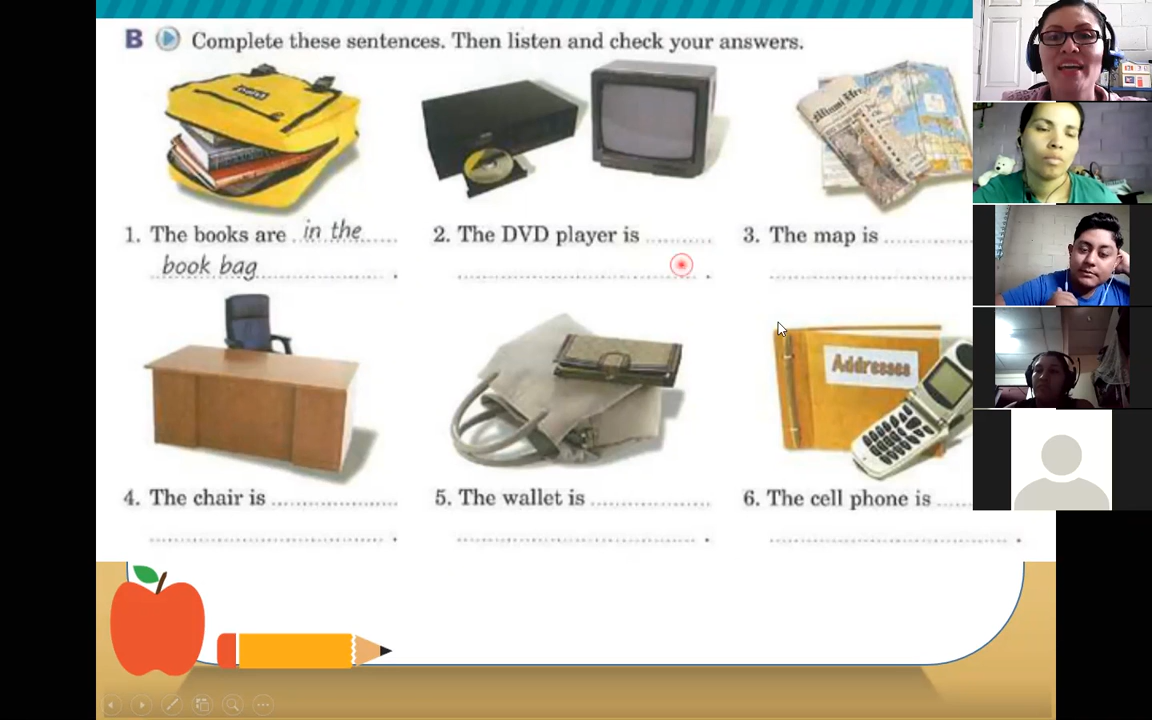 B Complete these sentences. Then listen and check your answers.
1. The books are in the
book bag.
2. The DVD player is
3. The map is
4. The chair is
5. The wallet is
Addresses
6. The cell phone is